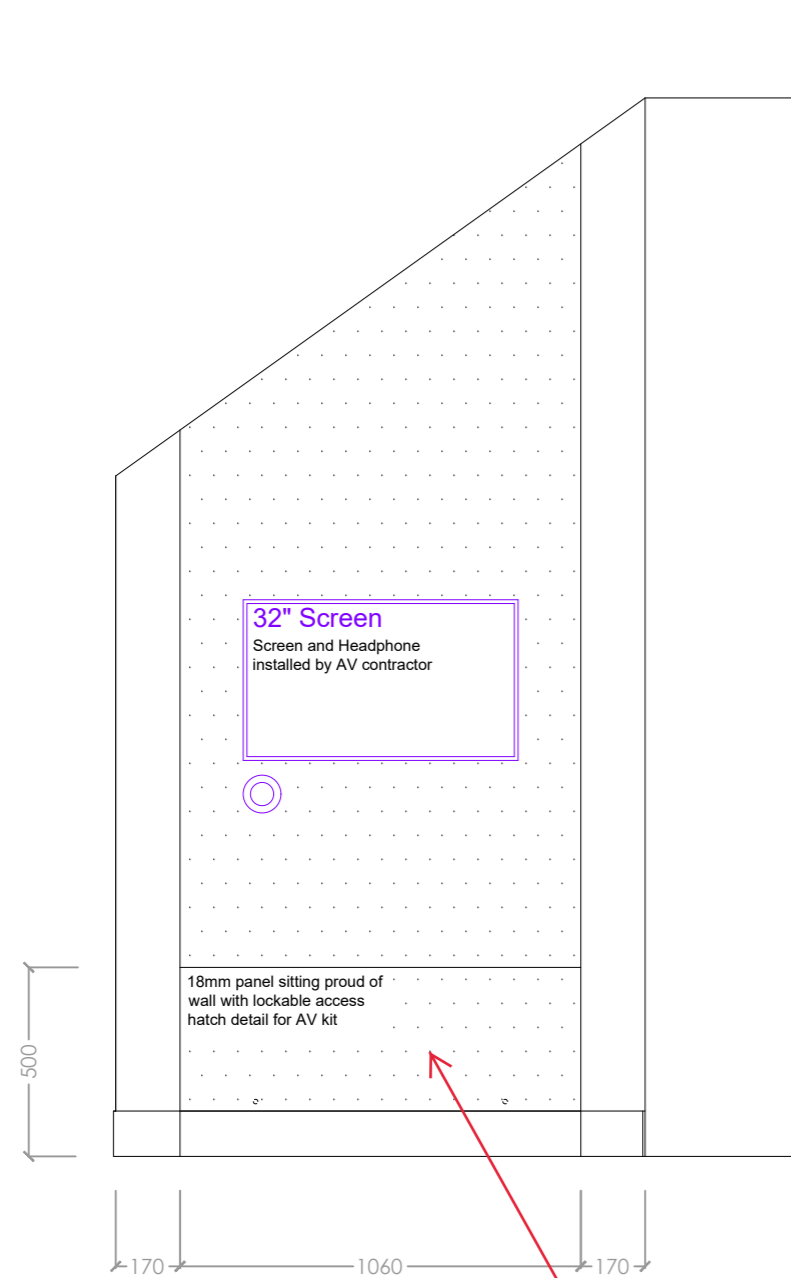 32" Screen
Screen and Headphone
installed by AV contractor
18mm panel sitting proud of
wall with lockable access
hatch detail for AV kit
500
170
1060
170